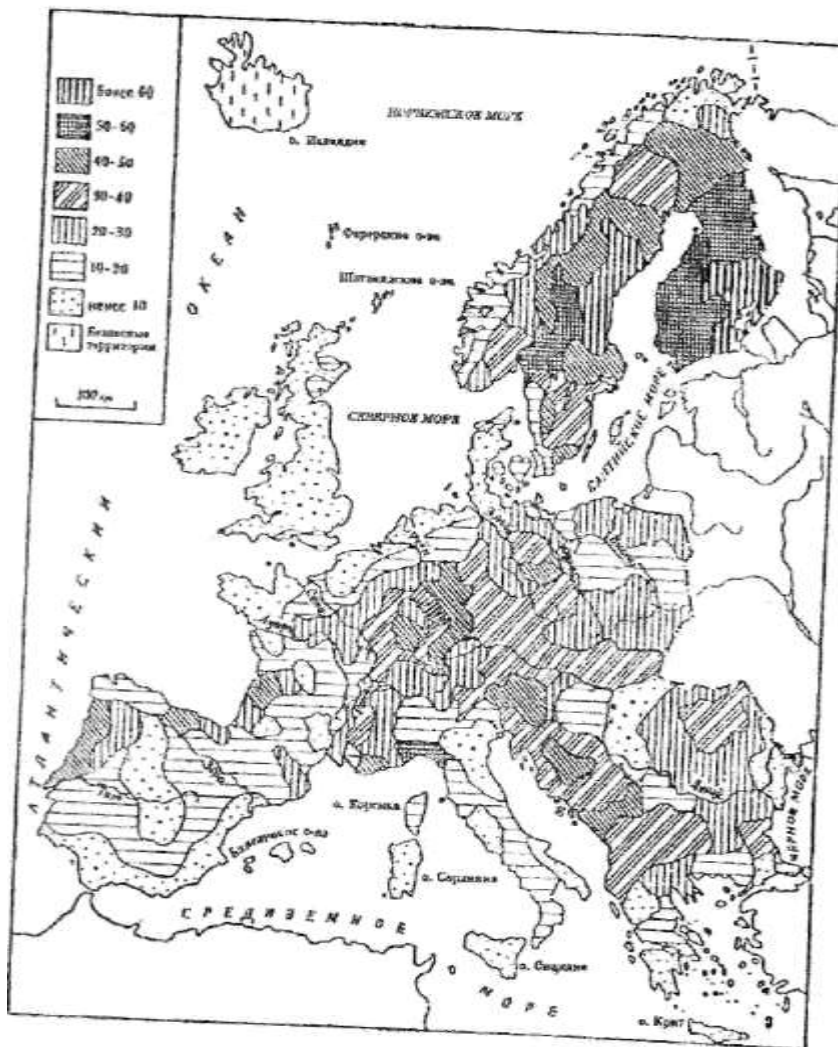 Более 60
50-60
40-50
30-40
20-30
10-20
менее 10
Безлесные
территории
НОРВЕЖСКОЕ МОРЕ
о. Исландия
Фарерские о-ва
Шетландские о-ва
ОКЕАН
СЕВЕРНОЕ МОРЕ
БАЛТИЙСКОЕ МОРЕ
АТЛАНТИЧЕСКИЙ
о. Корсика
Балеарские о-ва
о. Сардиния
ЧЕРНОЕ МОРЕ
СРЕДИЗЕМНОЕ
о. Сицилия
МОРЕ
о. Крит